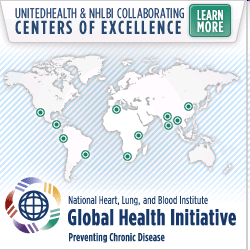 UNITEDHEALTH & NHLBI COLLABORATING
CENTERS OF EXCELLENCE
LEARN
MORE
National Heart, Lung, and Blood Institute
Global Health Initiative
Preventing Chronic Disease